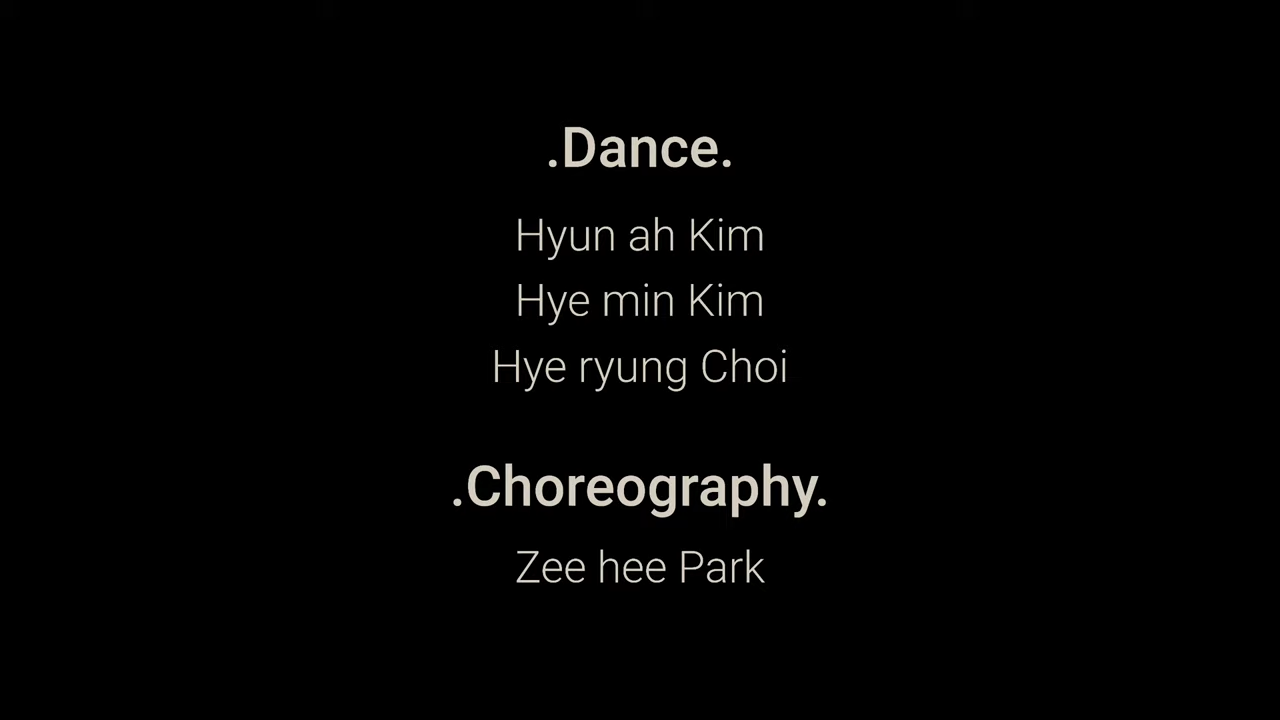 .Dance.
Hyun ah Kim
Hye min Kim
Hye ryung Choi
.Choreography.
Zee hee Park